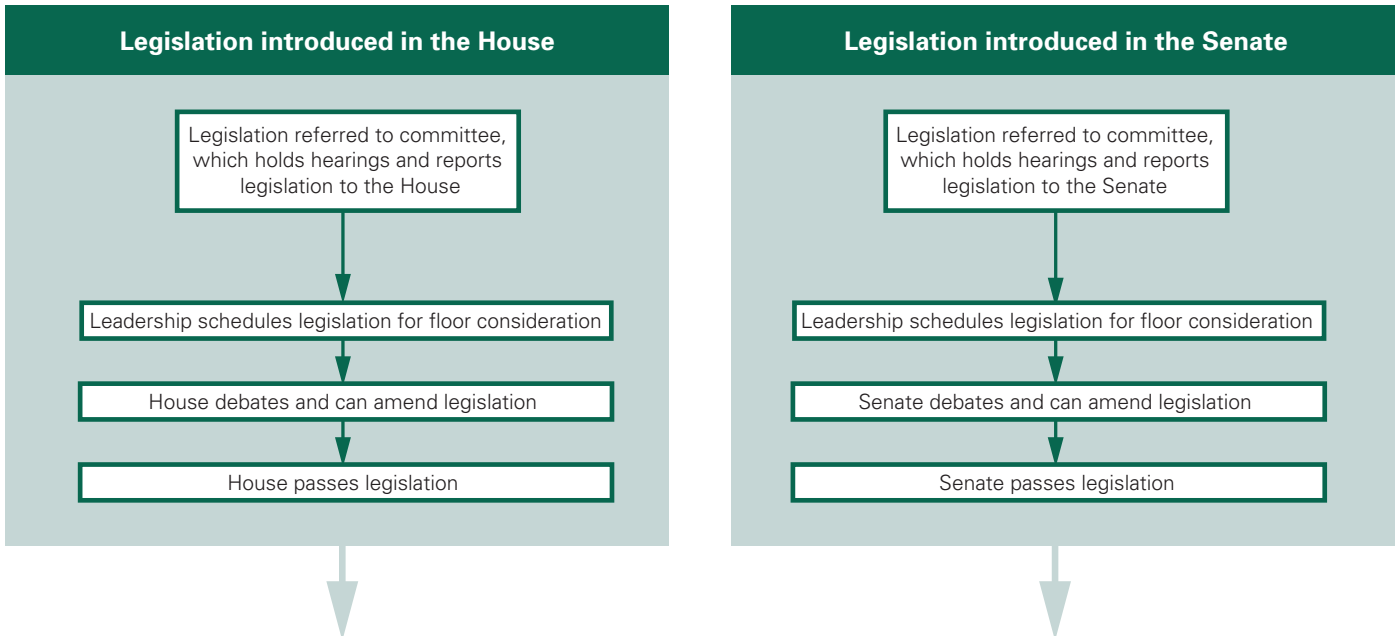 Legislation introduced in the House
Legislation referred to committee,
which holds hearings and reports
legislation to the House
Leadership schedules legislation for floor consideration
House debates and can amend legislation
House passes legislation
Legislation introduced in the Senate
Legislation referred to committee,
which holds hearings and reports
legislation to the Senate
Leadership schedules legislation for floor consideration
Senate debates and can amend legislation
Senate passes legislation